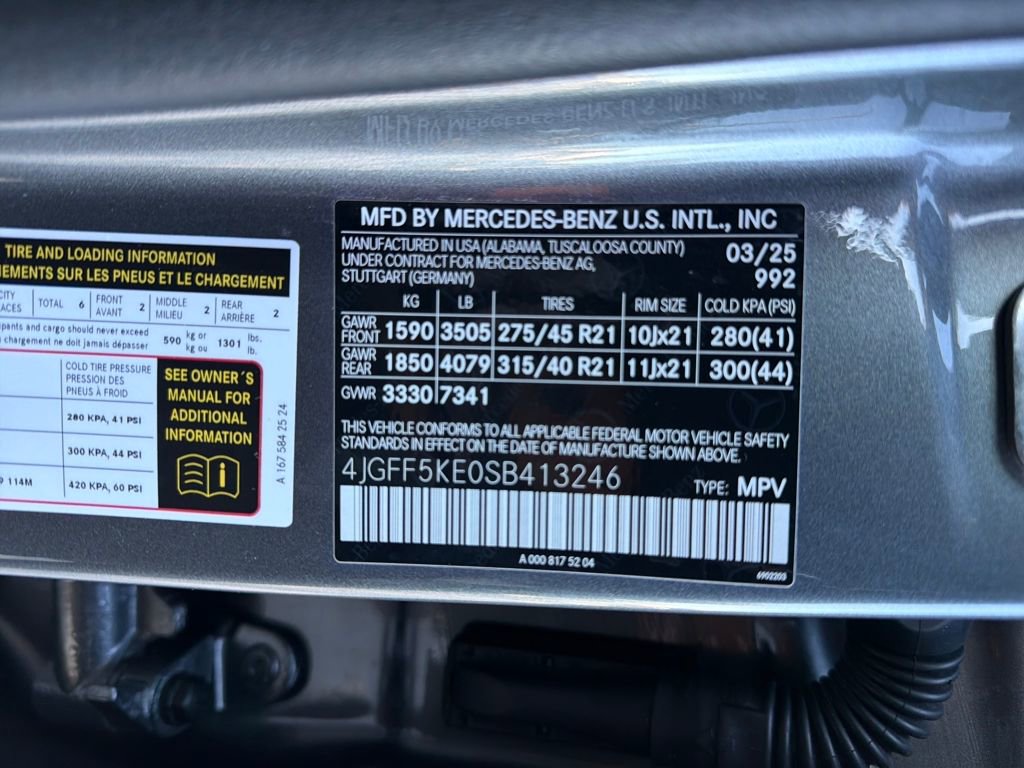 TIRE AND LOADING INFORMATION
SUR LES PNEUS ET LE CHARGEMENT
TOTAL 6 FRONT AVANT 2 MIDDLE MILIEU 2 REAR ARRIÈRE 2
and cargo should never exceed
chargement ne doit jamais dépasser
590 kg or kg ou 1301 lbs. lb.
COLD TIRE PRESSURE
PRESSION DES
PNEUS À FROID
280 KPA, 41 PSI
300 KPA, 44 PSI
114M 420 KPA, 60 PSI
SEE OWNER´S
MANUAL FOR
ADDITIONAL
INFORMATION
i
A 167 584 25 24
MFD BY MERCEDES-BENZ U.S. INTL., INC
MANUFACTURED IN USA (ALABAMA, TUSCALOOSA COUNTY)
UNDER CONTRACT FOR MERCEDES-BENZ AG,
STUTTGART (GERMANY)
03/25
992
KG LB TIRES RIM SIZE COLD KPA (PSI)
GAWR FRONT 1590 3505 275/45 R21 10Jx21 280(41)
GAWR REAR 1850 4079 315/40 R21 11Jx21 300(44)
GVWR 3330 7341
THIS VEHICLE CONFORMS TO ALL APPLICABLE FEDERAL MOTOR VEHICLE SAFETY
STANDARDS IN EFFECT ON THE DATE OF MANUFACTURE SHOWN ABOVE.
4JGFF5KE0SB413246 TYPE: MPV
A 000 817 52 04
6902203